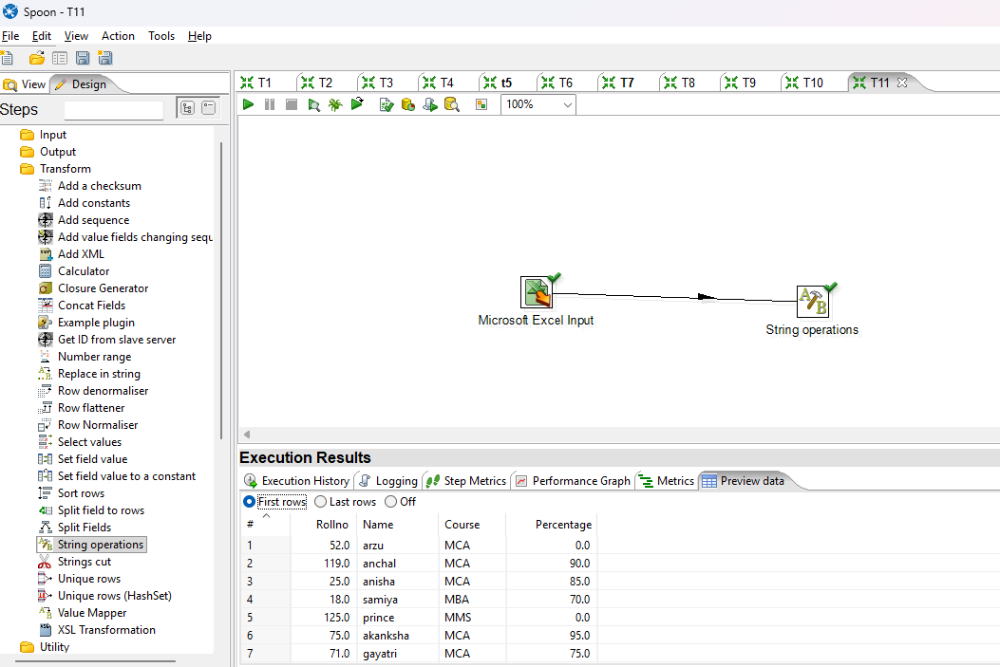 Spoon - T11
File Edit View Action Tools Help
View Design
Steps
Input
Output
Transform
Add a checksum
Add constants
Add sequence
Add value fields changing sequ
Add XML
Calculator
Closure Generator
Concat Fields
Example plugin
Get ID from slave server
Number range
Replace in string
Row denormaliser
Row flattener
Row Normaliser
Select values
Set field value
Set field value to a constant
Sort rows
Split field to rows
Split Fields
String operations
Strings cut
Unique rows
Unique rows (HashSet)
Value Mapper
XSL Transformation
Utility
T1 T2 T3 T4 t5 T6 T7 T8 T9 T10 T11
100%
Microsoft Excel Input
String operations
Execution Results
Execution History Logging Step Metrics Performance Graph Metrics Preview data
First rows Last rows Off
# Rollno Name Course Percentage
1 52.0 arzu MCA 0.0
2 119.0 anchal MCA 90.0
3 25.0 anisha MCA 85.0
4 18.0 samiya MBA 70.0
5 125.0 prince MMS 0.0
6 75.0 akanksha MCA 95.0
7 71.0 gayatri MCA 75.0